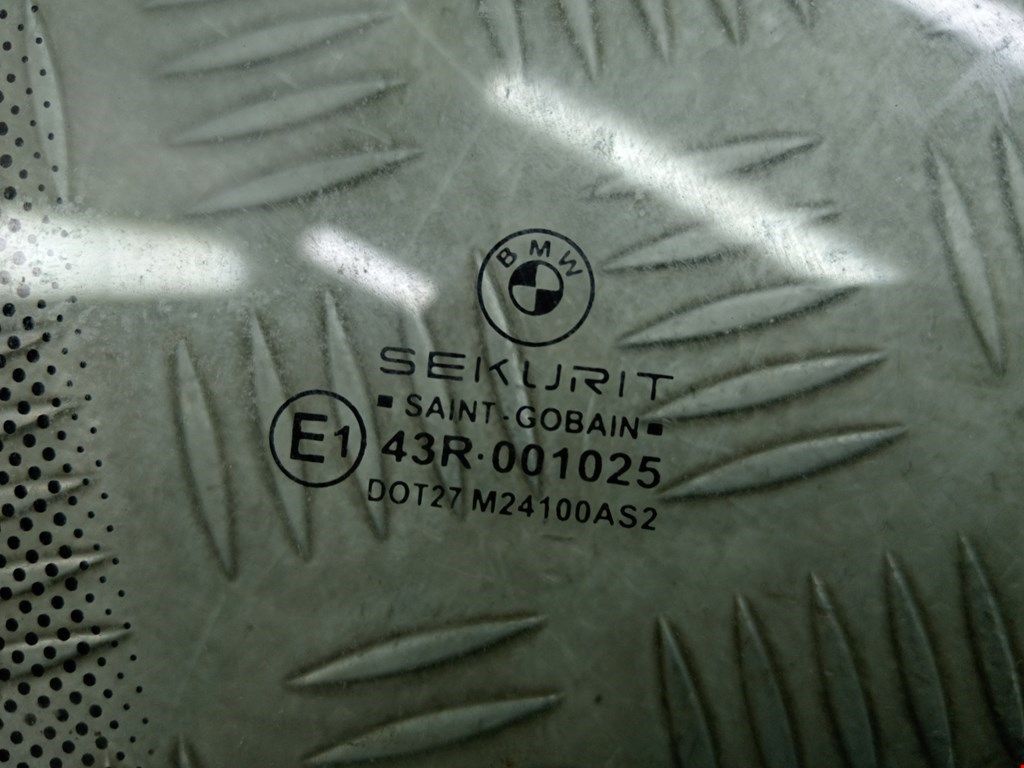 BMW
SEKURIT
▪ SAINT-GOBAIN ▪
E1 43R·001025
DOT27 M24100AS2